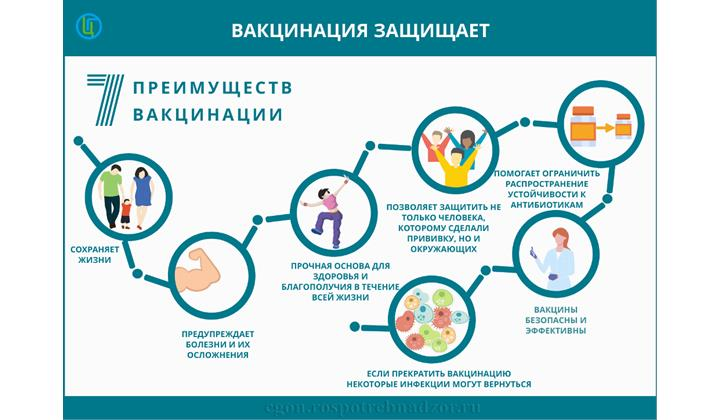 ВАКЦИНАЦИЯ ЗАЩИЩАЕТ
7 ПРЕИМУЩЕСТВ
ВАКЦИНАЦИИ
СОХРАНЯЕТ
ЖИЗНИ
ПРЕДУПРЕЖДАЕТ
БОЛЕЗНИ И ИХ
ОСЛОЖНЕНИЯ
ПРОЧНАЯ ОСНОВА ДЛЯ
ЗДОРОВЬЯ И
БЛАГОПОЛУЧИЯ В ТЕЧЕНИЕ
ВСЕЙ ЖИЗНИ
ПОЗВОЛЯЕТ ЗАЩИТИТЬ НЕ
ТОЛЬКО ЧЕЛОВЕКА,
КОТОРОМУ СДЕЛАЛИ
ПРИВИВКУ, НО И
ОКРУЖАЮЩИХ
ПОМОГАЕТ ОГРАНИЧИТЬ
РАСПРОСТРАНЕНИЕ
УСТОЙЧИВОСТИ К
АНТИБИОТИКАМ
ВАКЦИНЫ
БЕЗОПАСНЫ И
ЭФФЕКТИВНЫ
ЕСЛИ ПРЕКРАТИТЬ ВАКЦИНАЦИЮ
НЕКОТОРЫЕ ИНФЕКЦИИ МОГУТ ВЕРНУТЬСЯ
cgon.rospotrebnadzor.ru